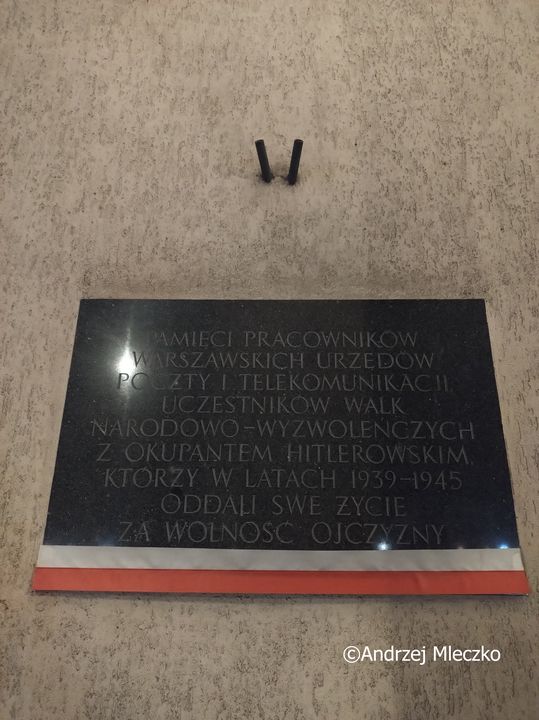 PAMIĘCI PRACOWNIKÓW
WARSZAWSKICH URZĘDÓW
POCZTY I TELEKOMUNIKACJI,
UCZESTNIKÓW WALK
NARODOWO-WYZWOLEŃCZYCH
Z OKUPANTEM HITLEROWSKIM,
KTÓRZY W LATACH 1939-1945
ODDALI SWE ŻYCIE
ZA WOLNOŚĆ OJCZYZNY
©Andrzej Mleczko